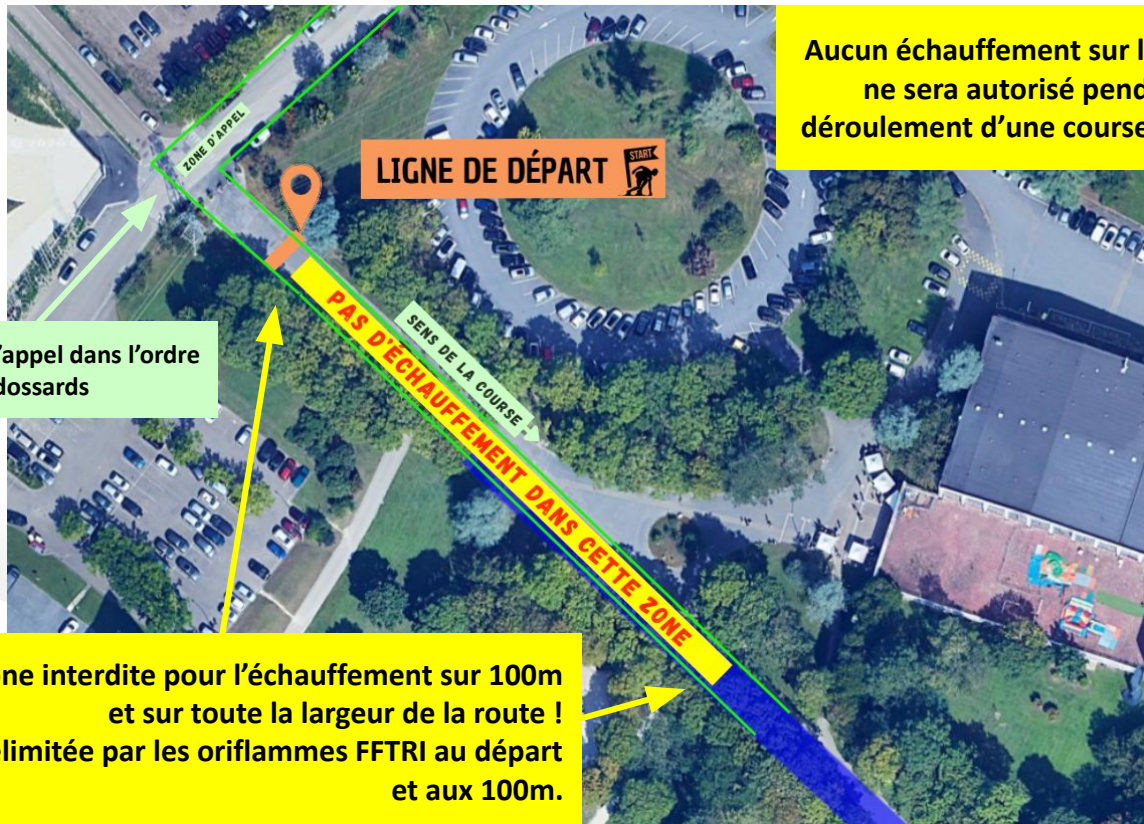 Aucun échauffement sur l
ne sera autorisé pend
déroulement d'une course
ZONE D'APPEL
LIGNE DE DÉPART
START
'appel dans l'ordre
dossards
PAS D'ÉCHAUFFEMENT DANS CETTE ZONE
SENS DE LA COURSE
ne interdite pour l'échauffement sur 100m
et sur toute la largeur de la route !
limitée par les oriflammes FFTRI au départ
et aux 100m.